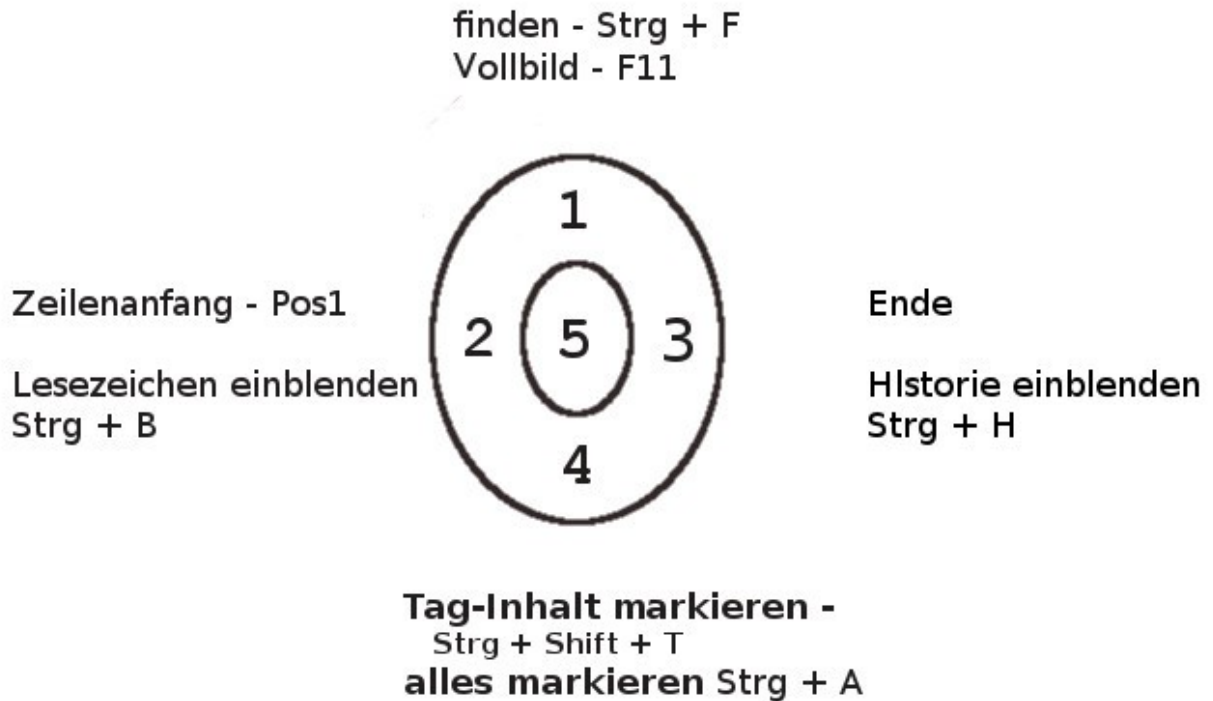 finden - Strg + F
Vollbild - F11
1
Zeilenanfang - Pos1
Ende
2 5 3
Lesezeichen einblenden
Strg + B
HIstorie einblenden
Strg + H
4
Tag-Inhalt markieren -
Strg + Shift + T
alles markieren Strg + A